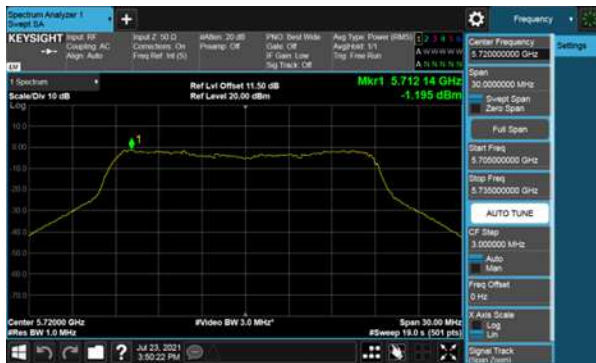 Spectrum Analyzer 1
Swept SA
+
Frequency
KEYSIGHT
Input: RF
Coupling: AC
Align: Auto
Input Z: 50 Ω
Corrections: On
Freq Ref: Int (S)
#Atten: 20 dB
Preamp: Off
PNO: Best Wide
Gate: Off
IF Gain: Low
Sig Track: Off
Avg Type: Power (RMS)
Avg|Hold: 1/1
Trig: Free Run
1 2 3 4 5 6
A W W W W W
A N N N N N
LXI
1 Spectrum
Scale/Div 10 dB
Ref Lvl Offset 11.50 dB
Ref Level 20.00 dBm
Mkr1 5.712 14 GHz
-1.195 dBm
Log
10.0
0.00
-10.0
-20.0
-30.0
-40.0
-50.0
-60.0
-70.0
1
Center 5.72000 GHz
#Res BW 1.0 MHz
#Video BW 3.0 MHz*
Span 30.00 MHz
#Sweep 19.0 s (501 pts)
Jul 23, 2021
3:50:22 PM
?
Center Frequency
5.720000000 GHz
Settings
Span
30.0000000 MHz
Swept Span
Zero Span
Full Span
Start Freq
5.705000000 GHz
Stop Freq
5.735000000 GHz
AUTO TUNE
CF Step
3.000000 MHz
Auto
Man
Freq Offset
0 Hz
X Axis Scale
Log
Lin
Signal Track
(Span Zoom)